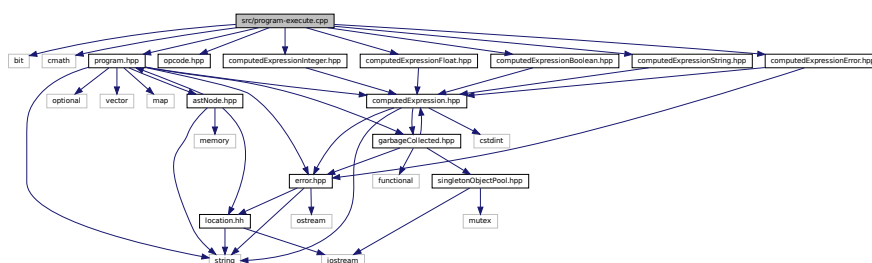 src/program-execute.cpp
bit
cmath
program.hpp
opcode.hpp
computedExpressionInteger.hpp
computedExpressionFloat.hpp
computedExpressionBoolean.hpp
computedExpressionString.hpp
computedExpressionError.hpp
optional
vector
map
astNode.hpp
computedExpression.hpp
memory
garbageCollected.hpp
cstdint
error.hpp
functional
singletonObjectPool.hpp
location.hh
ostream
mutex
string
iostream